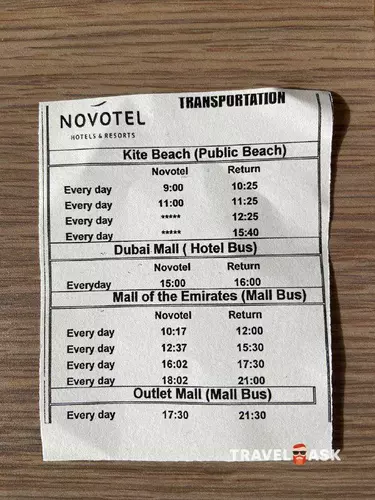 TRANSPORTATION
NOVOTEL
HOTELS & RESORTS
Kite Beach (Public Beach)
Novotel Return
Every day 9:00 10:25
Every day 11:00 11:25
Every day ***** 12:25
Every day ***** 15:40
Dubai Mall ( Hotel Bus)
Novotel Return
Everyday 15:00 16:00
Mall of the Emirates (Mall Bus)
Novotel Return
Every day 10:17 12:00
Every day 12:37 15:30
Every day 16:02 17:30
Every day 18:02 21:00
Outlet Mall (Mall Bus)
Every day 17:30 21:30
TRAVEL ASK